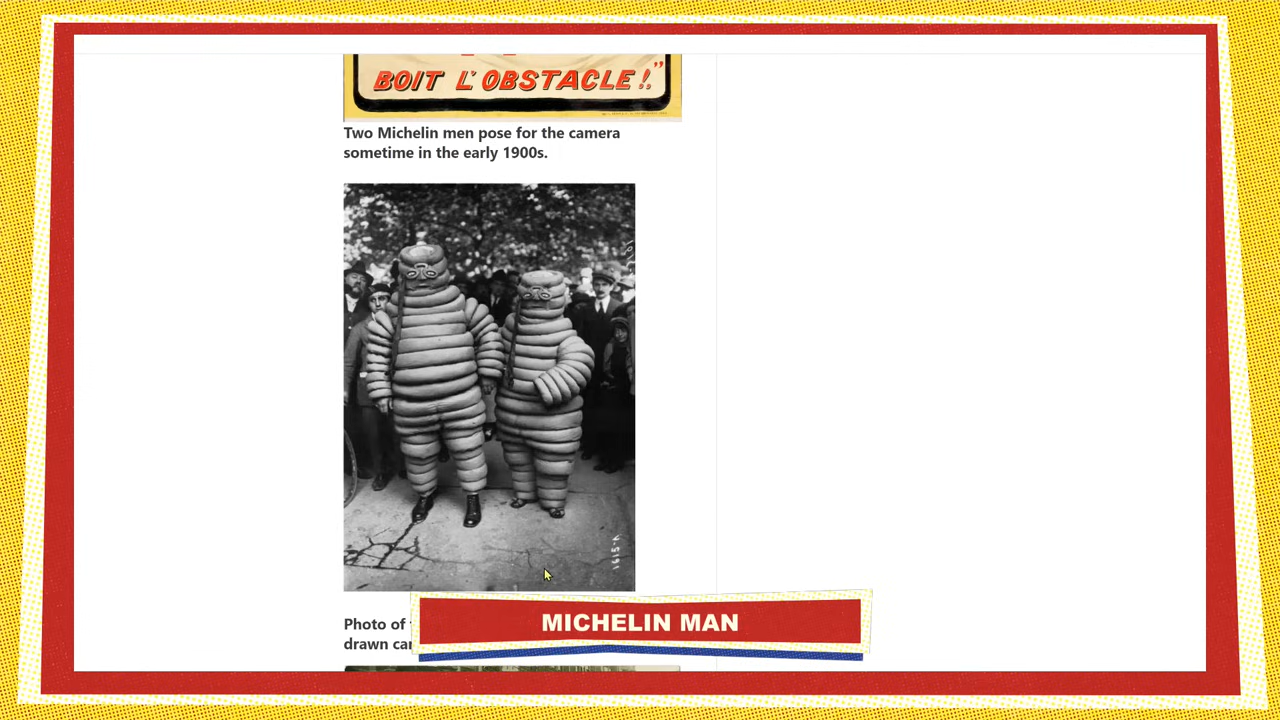 BOIT L'OBSTACLE!"
Two Michelin men pose for the camera
sometime in the early 1900s.
Photo of
drawn
MICHELIN MAN